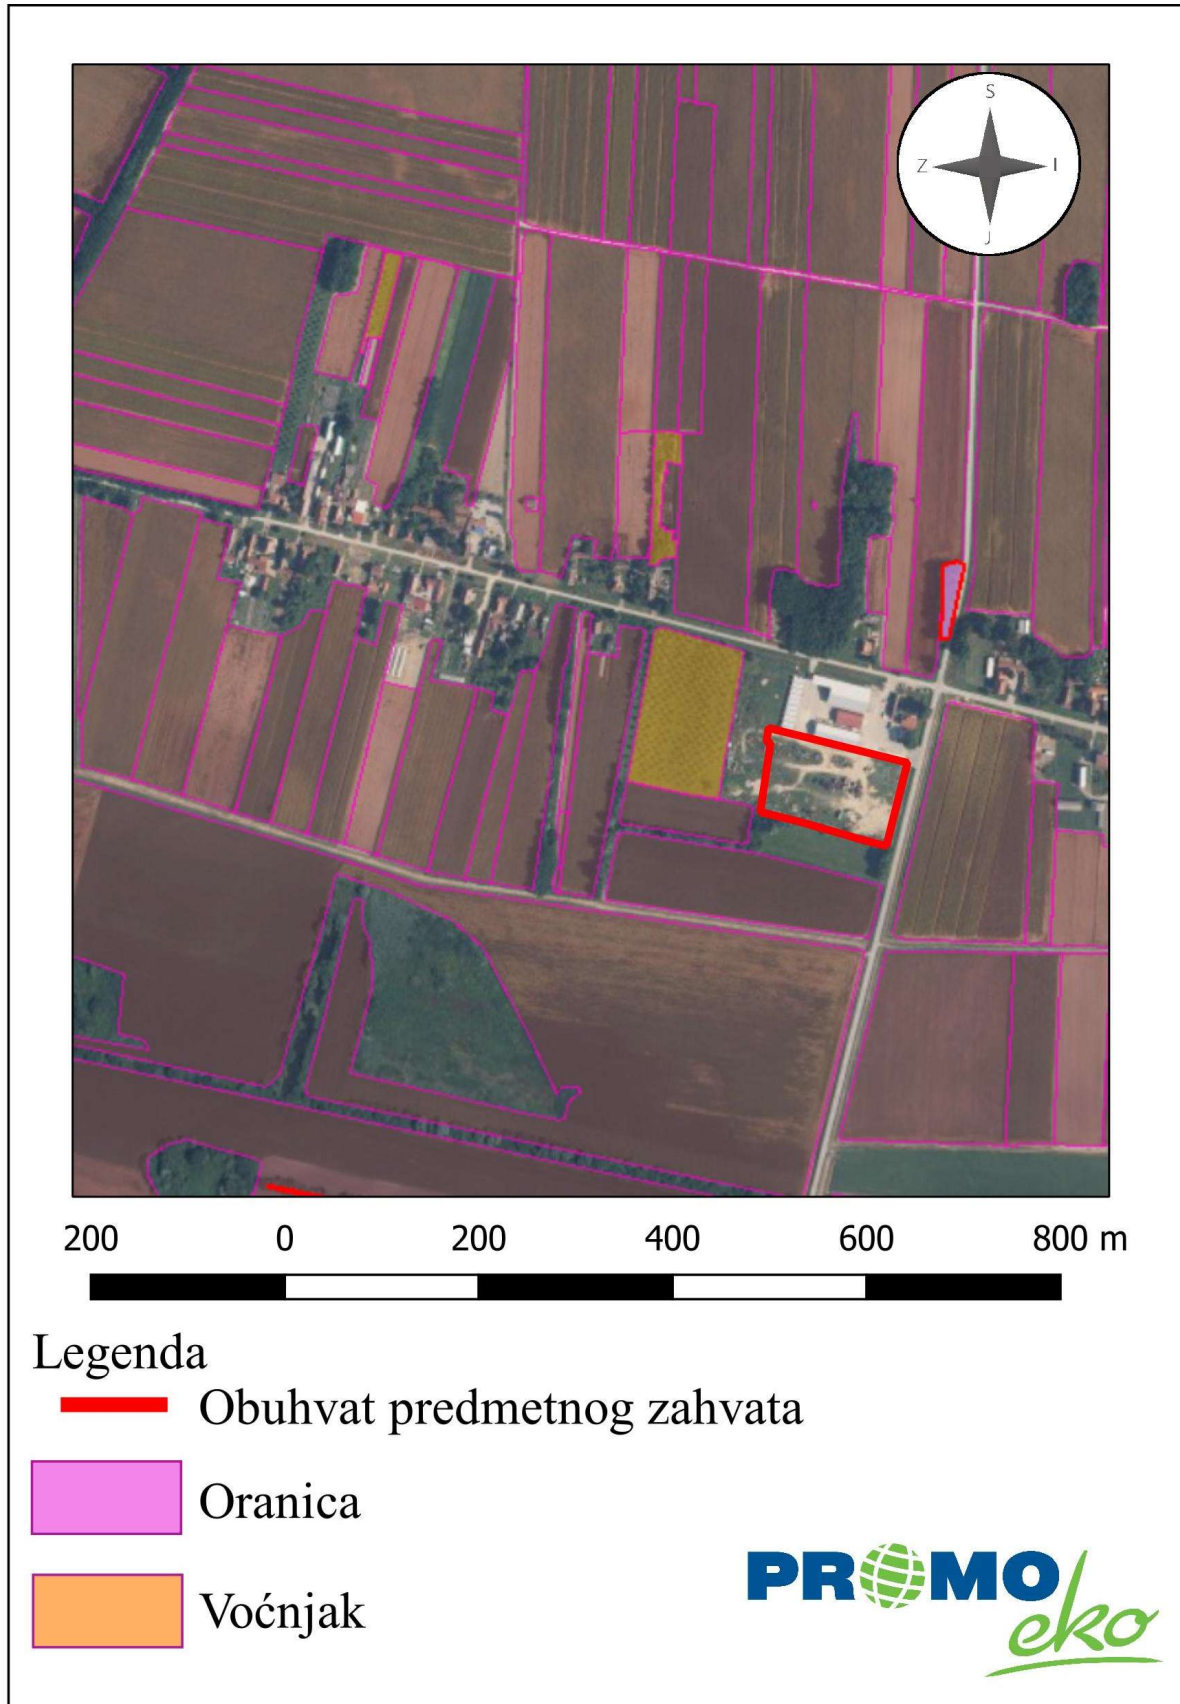 S
Z I
J
200 0 200 400 600 800 m
Legenda
Obuhvat predmetnog zahvata
Oranica
Voćnjak
PROMO
eko